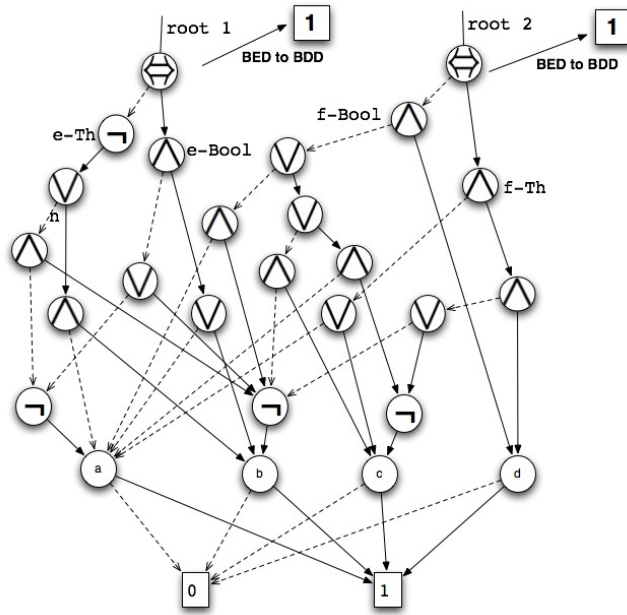 root 1
1
BED to BDD
root 2
1
BED to BDD
⇔
⇔
f-Bool
∧
e-Th
¬
∧
e-Bool
∨
∨
∧
f-Th
n
∧
∨
∧
∧
∧
∨
∧
∨
∨
∧
∨
¬
¬
¬
a
b
c
d
0
1